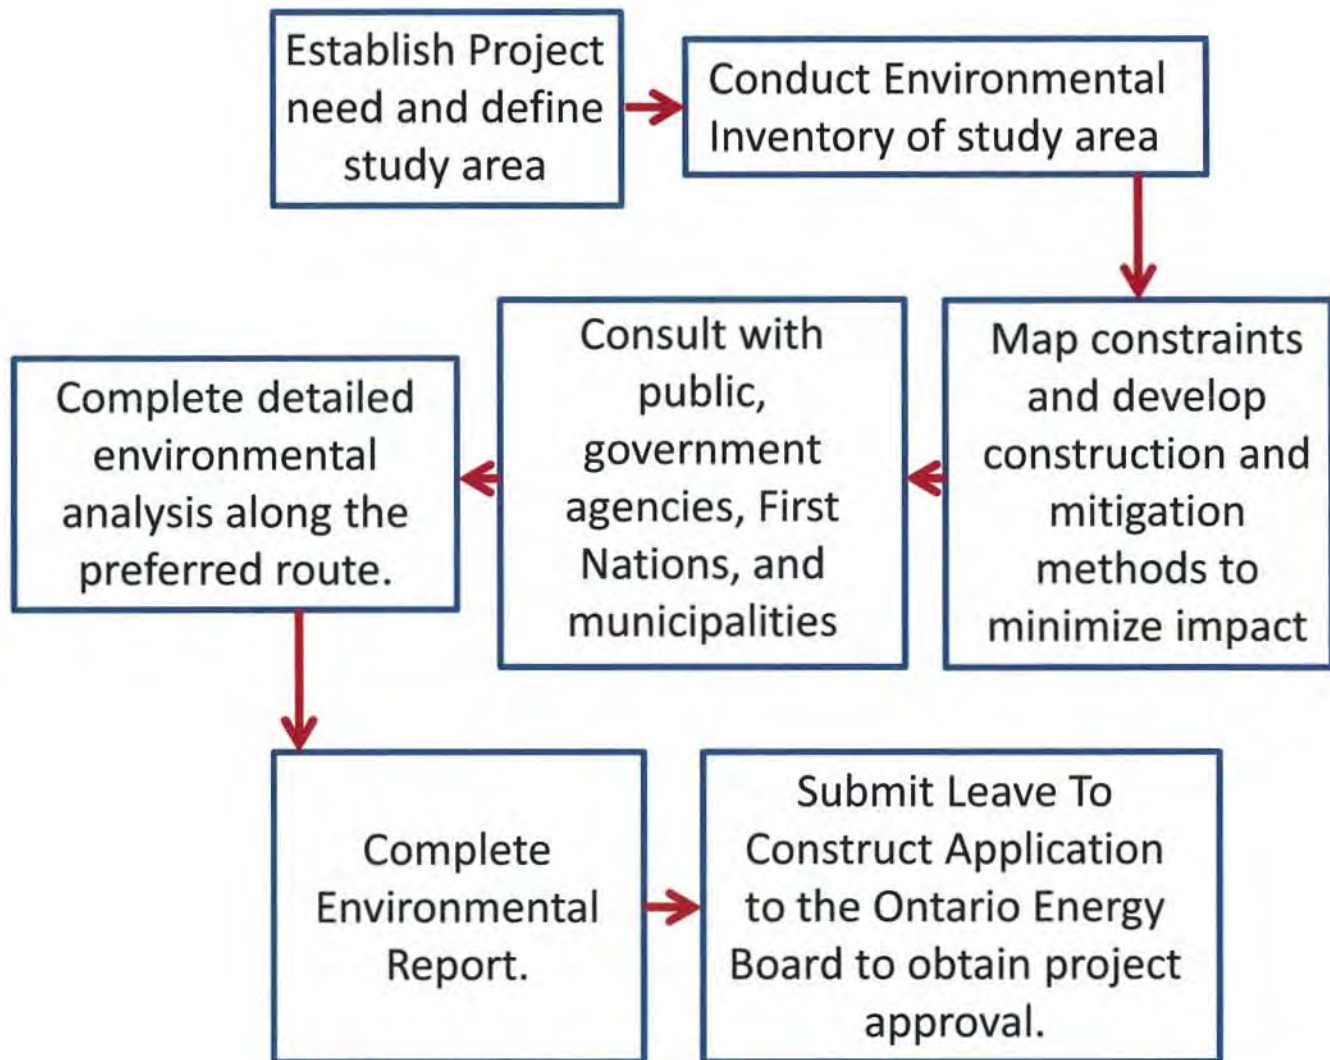 Establish Project
need and define
study area
Conduct Environmental
Inventory of study area
Map constraints
and develop
construction and
mitigation
methods to
minimize impact
Consult with
public,
government
agencies, First
Nations, and
municipalities
Complete detailed
environmental
analysis along the
preferred route.
Complete
Environmental
Report.
Submit Leave To
Construct Application
to the Ontario Energy
Board to obtain project
approval.